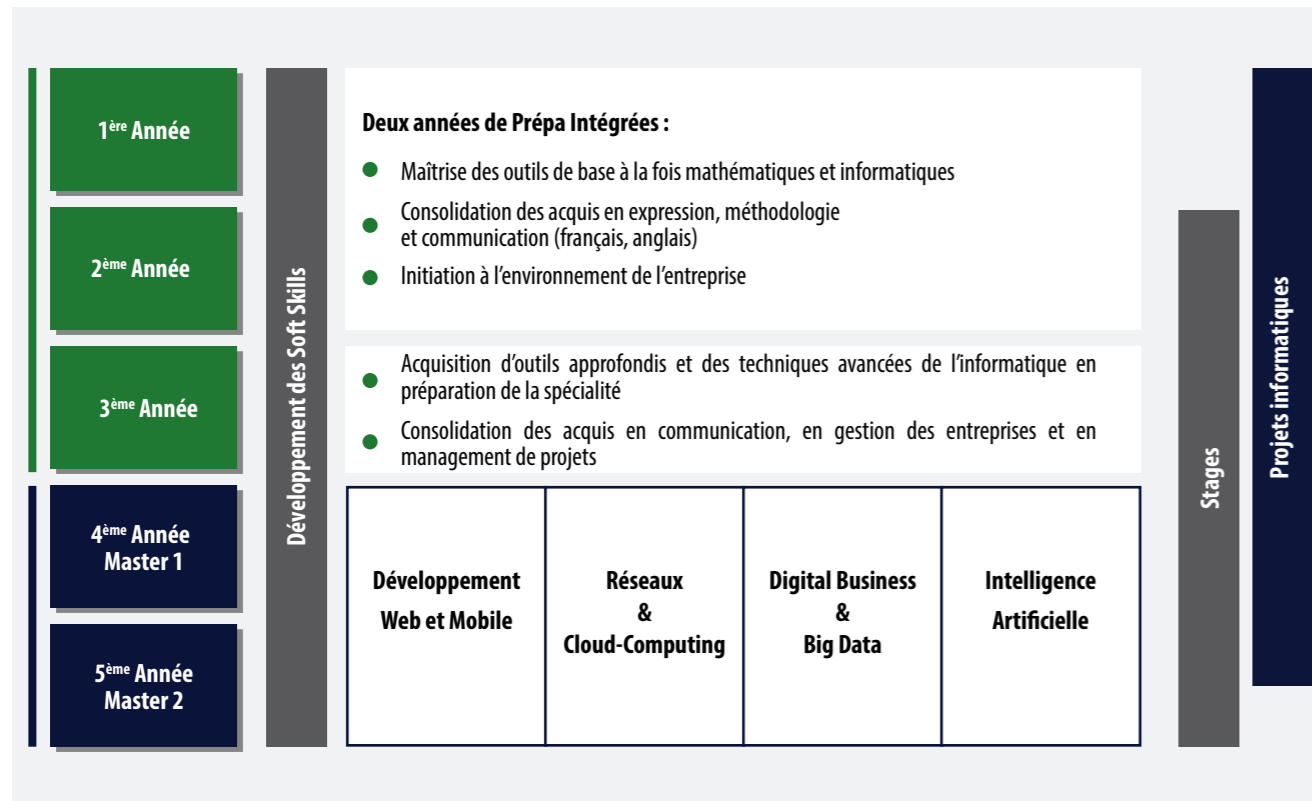 1ère Année
2ème Année
3ème Année
4ème Année
Master 1
5ème Année
Master 2
Développement des Soft Skills
Deux années de Prépa Intégrées :
Maîtrise des outils de base à la fois mathématiques et informatiques
Consolidation des acquis en expression, méthodologie
et communication (français, anglais)
Initiation à l'environnement de l'entreprise
Acquisition d'outils approfondis et des techniques avancées de l'informatique en
préparation de la spécialité
Consolidation des acquis en communication, en gestion des entreprises et en
management de projets
Développement
Web et Mobile
Réseaux
&
Cloud-Computing
Digital Business
&
Big Data
Intelligence
Artificielle
Stages
Projets informatiques